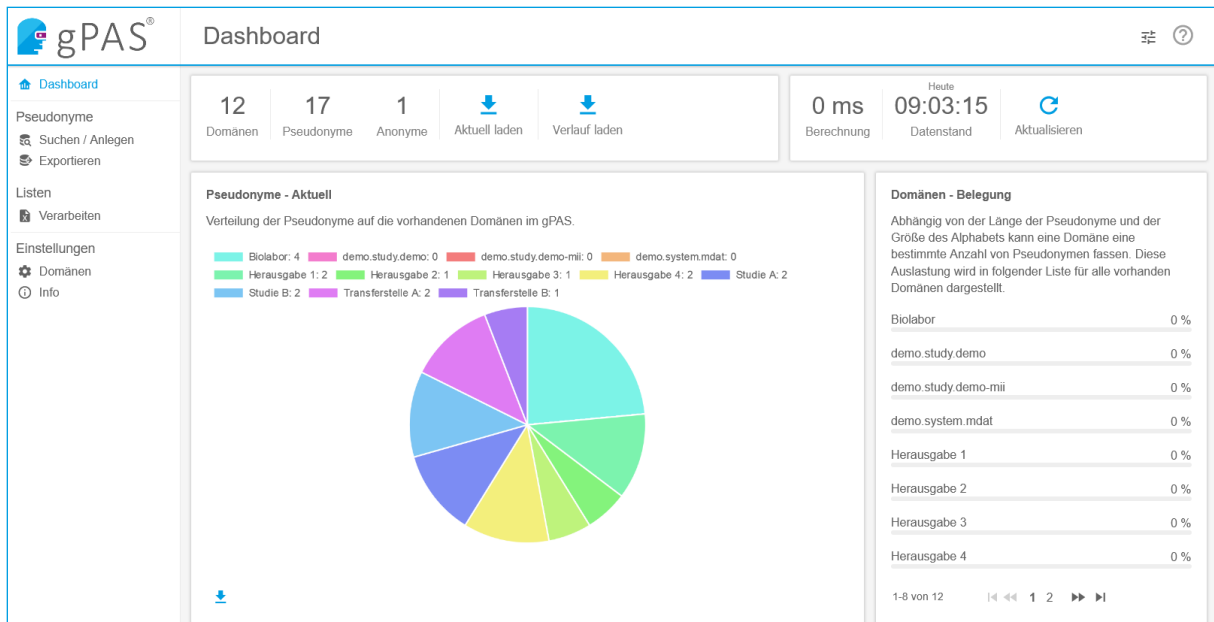 gPAS®
Dashboard
Dashboard
Pseudonyme
Suchen / Anlegen
Exportieren
Listen
Verarbeiten
Einstellungen
Domänen
Info
12 17 1
Domänen Pseudonyme Anonyme Aktuell laden Verlauf laden
Heute
0 ms 09:03:15
Berechnung Datenstand Aktualisieren
Pseudonyme - Aktuell
Verteilung der Pseudonyme auf die vorhandenen Domänen im gPAS.
Biolabor: 4 demo.study.demo: 0 demo.study.demo-mii: 0 demo.system.mdat: 0
Herausgabe 1: 2 Herausgabe 2: 1 Herausgabe 3: 1 Herausgabe 4: 2 Studie A: 2
Studie B: 2 Transferstelle A: 2 Transferstelle B: 1
Domänen - Belegung
Abhängig von der Länge der Pseudonyme und der
Größe des Alphabets kann eine Domäne eine
bestimmte Anzahl von Pseudonymen fassen. Diese
Auslastung wird in folgender Liste für alle vorhanden
Domänen dargestellt.
Biolabor 0 %
demo.study.demo 0 %
demo.study.demo-mii 0 %
demo.system.mdat 0 %
Herausgabe 1 0 %
Herausgabe 2 0 %
Herausgabe 3 0 %
Herausgabe 4 0 %
1-8 von 12 1 2